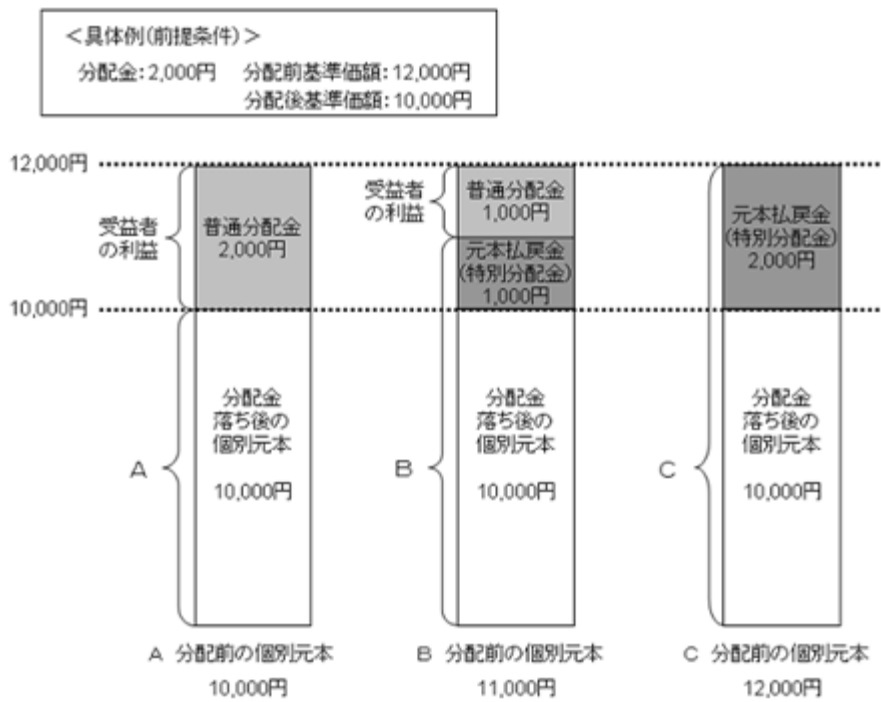 ＜具体例(前提条件)＞
分配金：2,000円　分配前基準価額：12,000円
分配後基準価額：10,000円
12,000円
受益者
の利益
普通分配金
2,000円
受益者
の利益
普通分配金
1,000円
元本払戻金
(特別分配金)
1,000円
元本払戻金
(特別分配金)
2,000円
10,000円
A
分配金
落ち後の
個別元本
10,000円
B
分配金
落ち後の
個別元本
10,000円
C
分配金
落ち後の
個別元本
10,000円
A 分配前の個別元本
10,000円
B 分配前の個別元本
11,000円
C 分配前の個別元本
12,000円